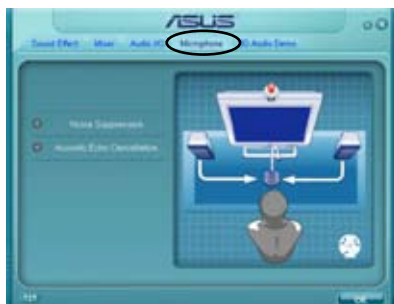 ASUS
Sound Effect Mixer Audio I/O Microphone 3D Audio Demo
Noise Suppression
Acoustic Echo Cancellation
OK